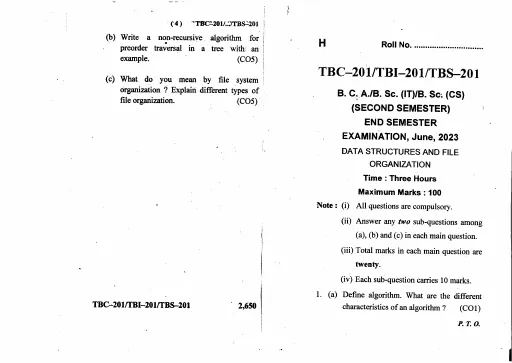 ( 4 ) TBC–201/.../TBS–201
(b) Write a non-recursive algorithm for
preorder traversal in a tree with an
example. (CO5)
(c) What do you mean by file system
organization ? Explain different types of
file organization. (CO5)
TBC–201/TBI–201/TBS–201 2,650
H Roll No. ..............................
TBC–201/TBI–201/TBS–201
B. C. A./B. Sc. (IT)/B. Sc. (CS)
(SECOND SEMESTER)
END SEMESTER
EXAMINATION, June, 2023
DATA STRUCTURES AND FILE
ORGANIZATION
Time : Three Hours
Maximum Marks : 100
Note : (i) All questions are compulsory.
(ii) Answer any two sub-questions among
(a), (b) and (c) in each main question.
(iii) Total marks in each main question are
twenty.
(iv) Each sub-question carries 10 marks.
1. (a) Define algorithm. What are the different
characteristics of an algorithm ? (CO1)
P. T. O.